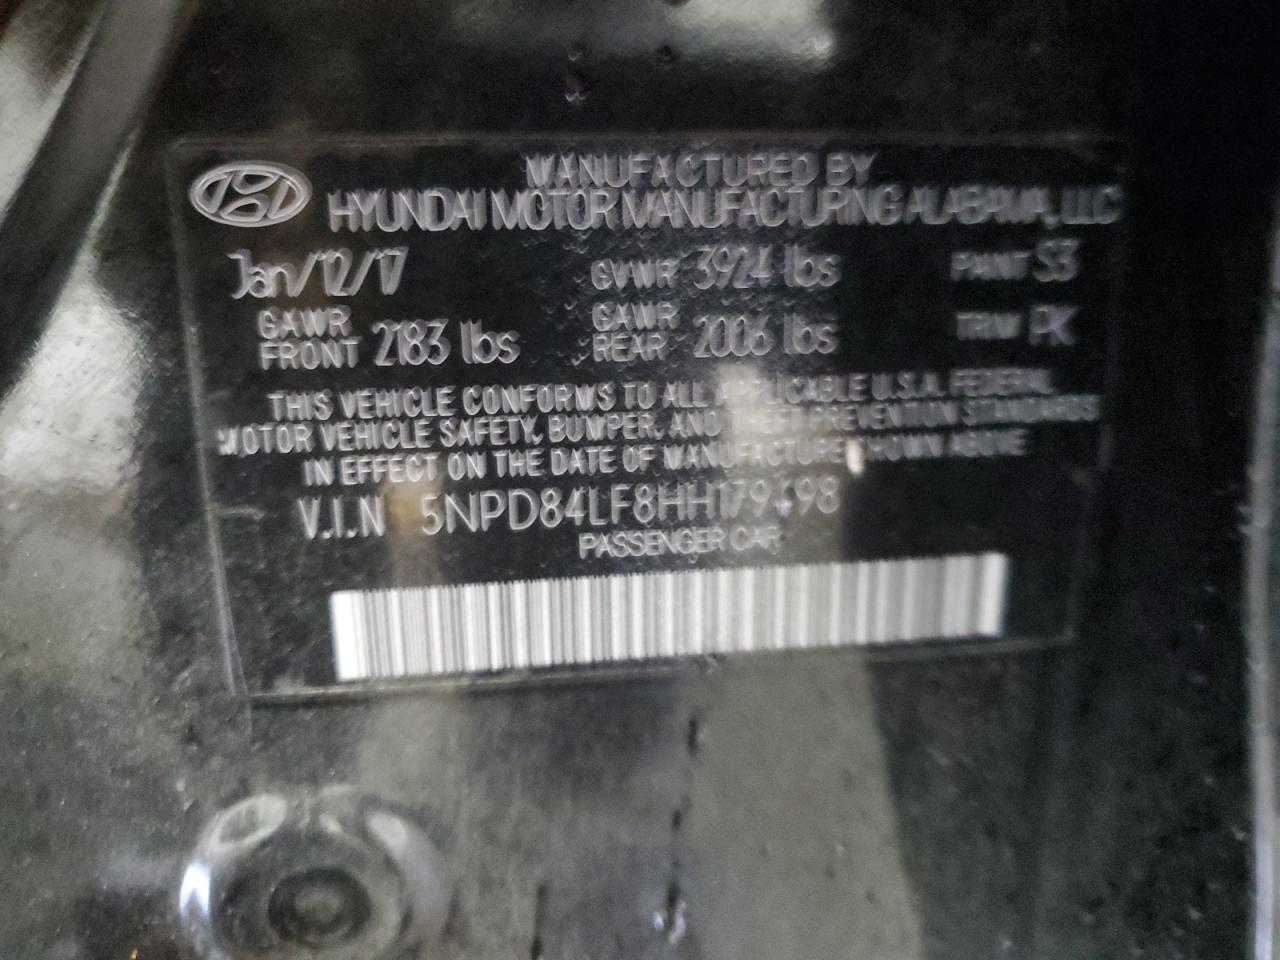 MANUFACTURED BY
HYUNDAI MOTOR MANUFACTURING ALABAMA, LLC
Jan/12/17 GVWR 3924 lbs PAINT S3
GAWR FRONT 2183 lbs GAWR REAR 2006 lbs TRIM PK
THIS VEHICLE CONFORMS TO ALL APPLICABLE U.S.A. FEDERAL
MOTOR VEHICLE SAFETY, BUMPER, AND THEFT PREVENTION STANDARDS
IN EFFECT ON THE DATE OF MANUFACTURE SHOWN ABOVE
V.I.N
PASSENGER CAR